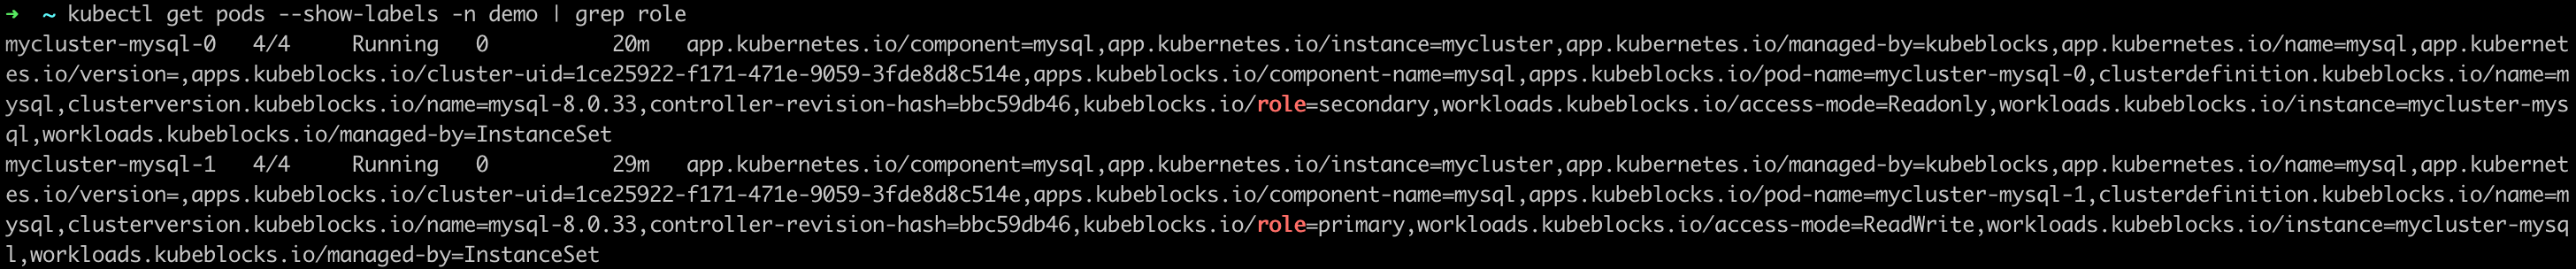 ➜  ~ kubectl get pods --show-labels -n demo | grep role
mycluster-mysql-0   4/4     Running   0          20m   app.kubernetes.io/component=mysql,app.kubernetes.io/instance=mycluster,app.kubernetes.io/managed-by=kubeblocks,app.kubernetes.io/name=mysql,app.kubernet
es.io/version=,apps.kubeblocks.io/cluster-uid=1ce25922-f171-471e-9059-3fde8d8c514e,apps.kubeblocks.io/component-name=mysql,apps.kubeblocks.io/pod-name=mycluster-mysql-0,clusterdefinition.kubeblocks.io/name=m
ysql,clusterversion.kubeblocks.io/name=mysql-8.0.33,controller-revision-hash=bbc59db46,kubeblocks.io/role=secondary,workloads.kubeblocks.io/access-mode=Readonly,workloads.kubeblocks.io/instance=mycluster-mys
ql,workloads.kubeblocks.io/managed-by=InstanceSet
mycluster-mysql-1   4/4     Running   0          29m   app.kubernetes.io/component=mysql,app.kubernetes.io/instance=mycluster,app.kubernetes.io/managed-by=kubeblocks,app.kubernetes.io/name=mysql,app.kubernet
es.io/version=,apps.kubeblocks.io/cluster-uid=1ce25922-f171-471e-9059-3fde8d8c514e,apps.kubeblocks.io/component-name=mysql,apps.kubeblocks.io/pod-name=mycluster-mysql-1,clusterdefinition.kubeblocks.io/name=m
ysql,clusterversion.kubeblocks.io/name=mysql-8.0.33,controller-revision-hash=bbc59db46,kubeblocks.io/role=primary,workloads.kubeblocks.io/access-mode=ReadWrite,workloads.kubeblocks.io/instance=mycluster-mysq
l,workloads.kubeblocks.io/managed-by=InstanceSet